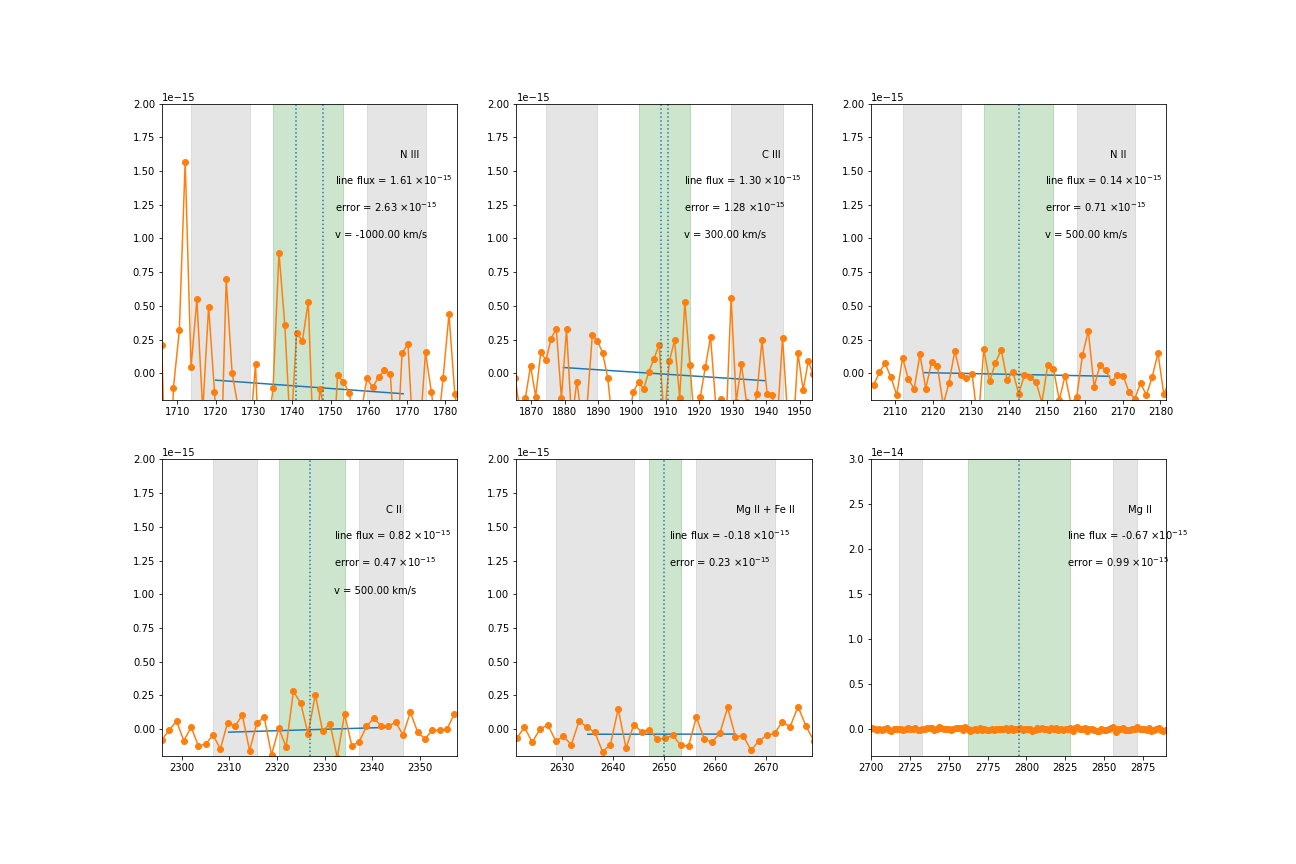 1e−15
2.00
1.75
1.50
1.25
1.00
0.75
0.50
0.25
0.00
N III
line flux = 1.61 ×10⁻¹⁵
error = 2.63 ×10⁻¹⁵
v = -1000.00 km/s
1710 1720 1730 1740 1750 1760 1770 1780
1e−15
2.00
1.75
1.50
1.25
1.00
0.75
0.50
0.25
0.00
C III
line flux = 1.30 ×10⁻¹⁵
error = 1.28 ×10⁻¹⁵
v = 300.00 km/s
1870 1880 1890 1900 1910 1920 1930 1940 1950
1e−15
2.00
1.75
1.50
1.25
1.00
0.75
0.50
0.25
0.00
N II
line flux = 0.14 ×10⁻¹⁵
error = 0.71 ×10⁻¹⁵
v = 500.00 km/s
2110 2120 2130 2140 2150 2160 2170 2180
1e−15
2.00
1.75
1.50
1.25
1.00
0.75
0.50
0.25
0.00
C II
line flux = 0.82 ×10⁻¹⁵
error = 0.47 ×10⁻¹⁵
v = 500.00 km/s
2300 2310 2320 2330 2340 2350
1e−15
2.00
1.75
1.50
1.25
1.00
0.75
0.50
0.25
0.00
Mg II + Fe II
line flux = -0.18 ×10⁻¹⁵
error = 0.23 ×10⁻¹⁵
2630 2640 2650 2660 2670
1e−14
3.0
2.5
2.0
1.5
1.0
0.5
0.0
Mg II
line flux = -0.67 ×10⁻¹⁵
error = 0.99 ×10⁻¹⁵
2700 2725 2750 2775 2800 2825 2850 2875